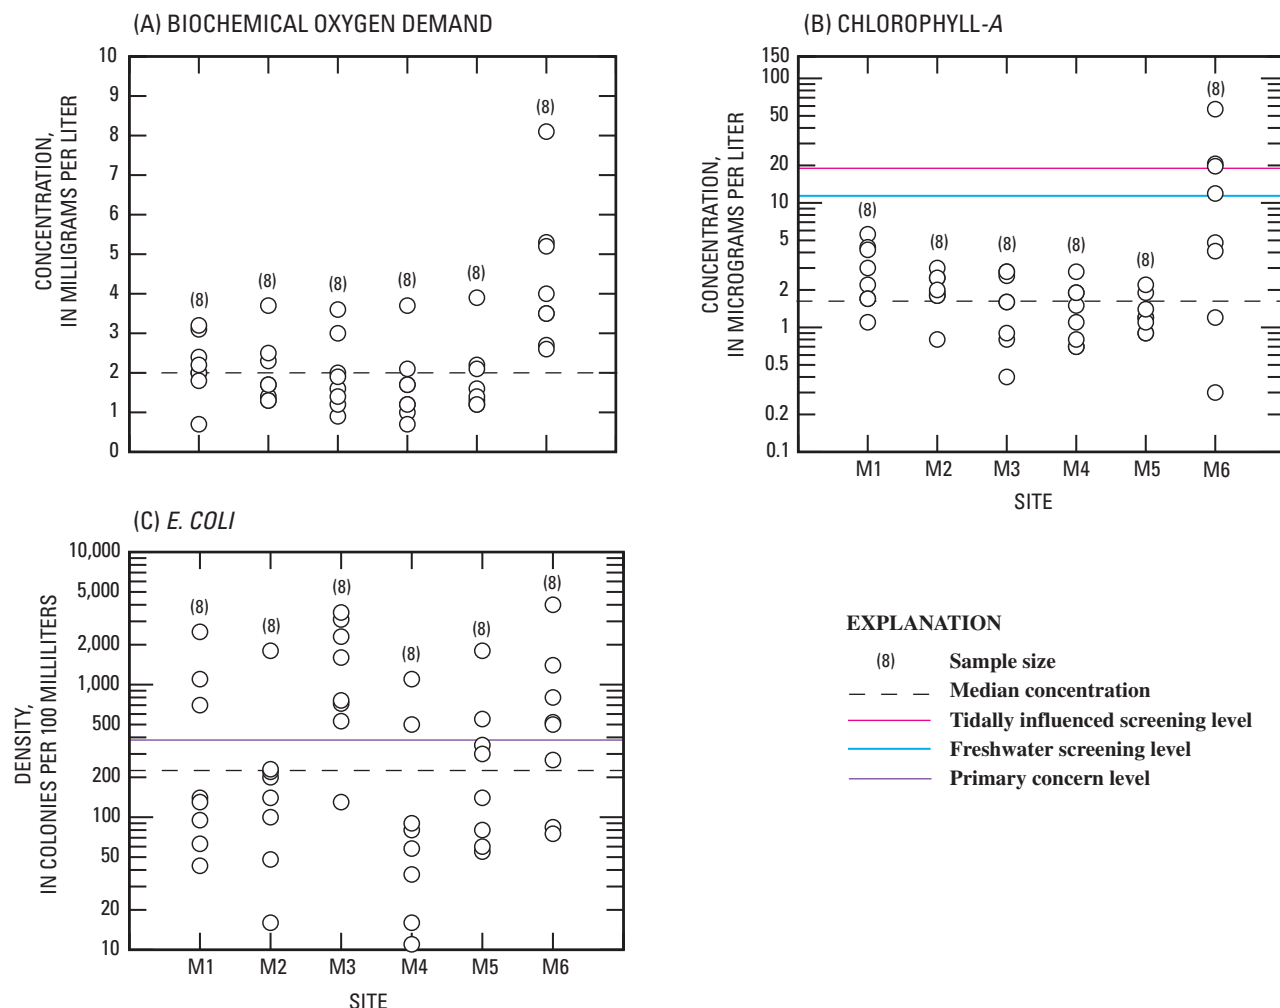 (A) BIOCHEMICAL OXYGEN DEMAND
CONCENTRATION,
IN MILLIGRAMS PER LITER
10
9
8
7
6
5
4
3
2
1
0
(8)
(8)
(8)
(8)
(8)
(8)
(B) CHLOROPHYLL-A
CONCENTRATION,
IN MICROGRAMS PER LITER
150
100
50
20
10
5
2
1
0.5
0.2
0.1
(8)
(8)
(8)
(8)
(8)
(8)
M1 M2 M3 M4 M5 M6
SITE
(C) E. COLI
DENSITY,
IN COLONIES PER 100 MILLILITERS
10,000
5,000
2,000
1,000
500
200
100
50
20
10
(8)
(8)
(8)
(8)
(8)
(8)
M1 M2 M3 M4 M5 M6
SITE
EXPLANATION
(8) Sample size
Median concentration
Tidally influenced screening level
Freshwater screening level
Primary concern level